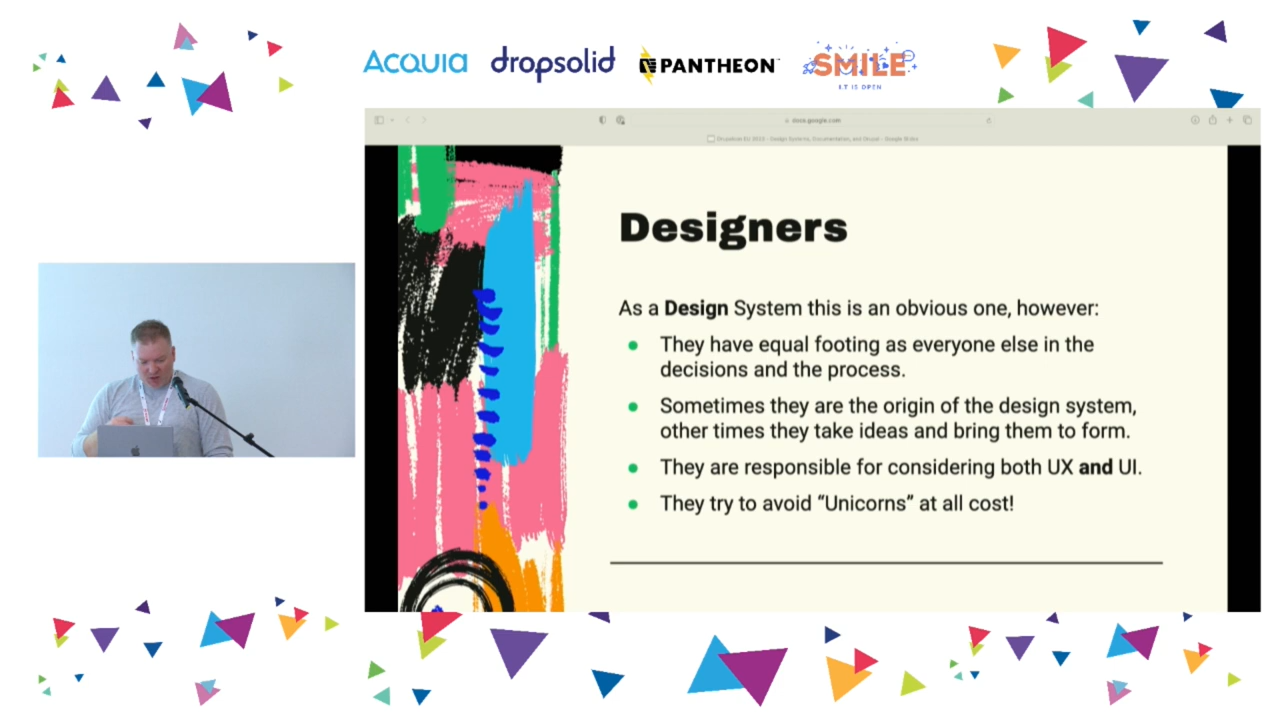 ACQUIA dropsolid PANTHEON SMILE
I.T IS OPEN
docs.google.com
Designers
As a Design System this is an obvious one, however:
They have equal footing as everyone else in the
decisions and the process.
Sometimes they are the origin of the design system,
other times they take ideas and bring them to form.
They are responsible for considering both UX and UI.
They try to avoid “Unicorns” at all cost!